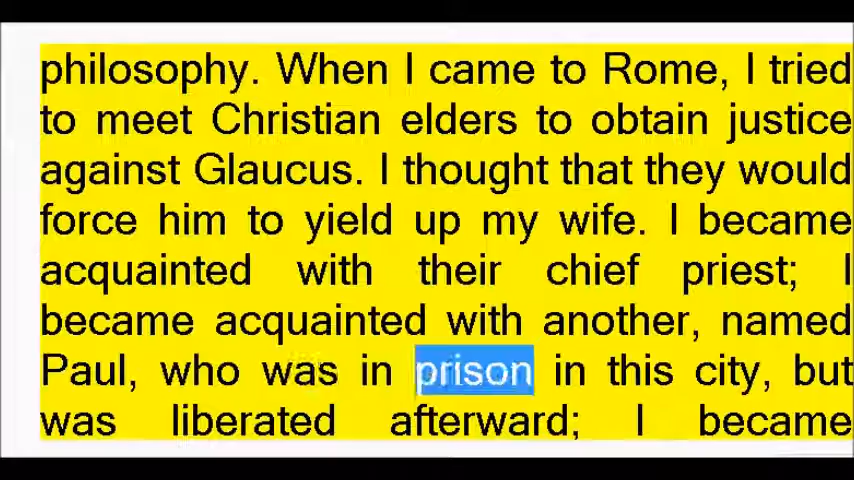 philosophy. When I came to Rome, I tried
to meet Christian elders to obtain justice
against Glaucus. I thought that they would
force him to yield up my wife. I became
acquainted with their chief priest; I
became acquainted with another, named
Paul, who was in prison in this city, but
was liberated afterward; I became